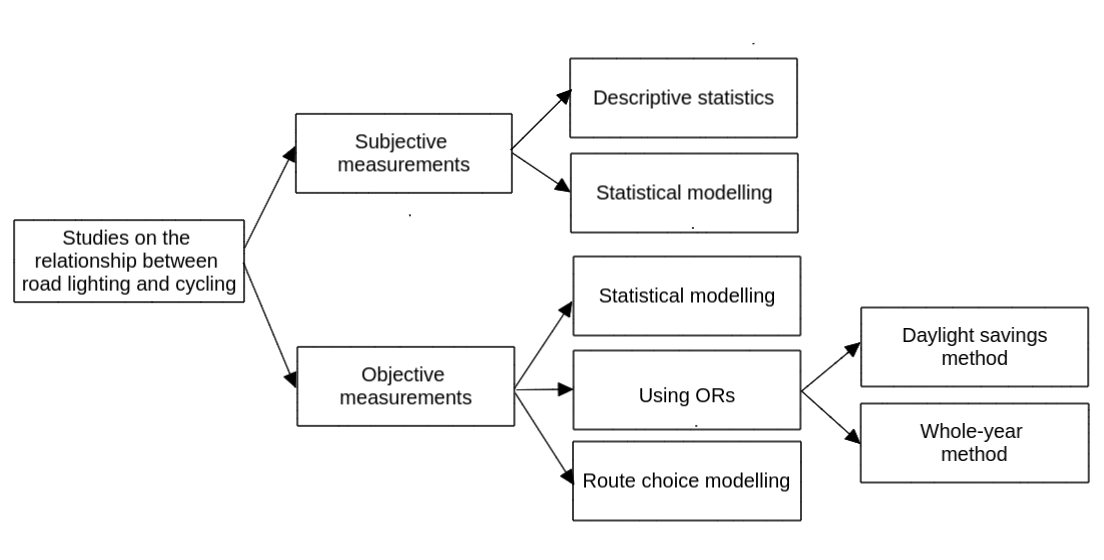 Studies on the
relationship between
road lighting and cycling
Subjective
measurements
Descriptive statistics
Statistical modelling
Objective
measurements
Statistical modelling
Using ORs
Route choice modelling
Daylight savings
method
Whole-year
method